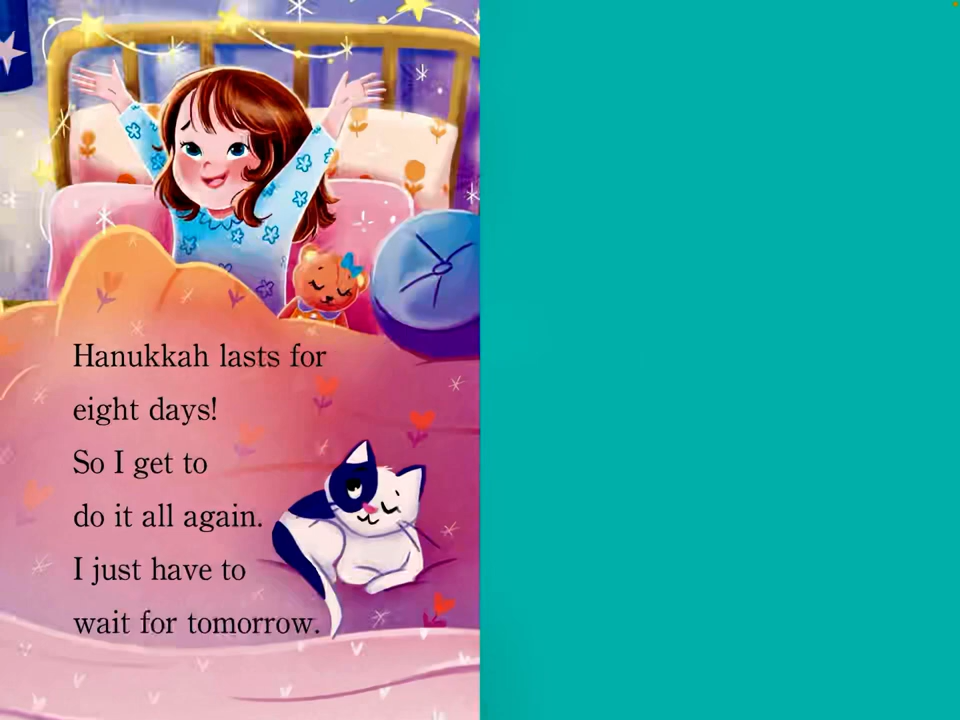 Hanukkah lasts for
eight days!
So I get to
do it all again.
I just have to
wait for tomorrow.